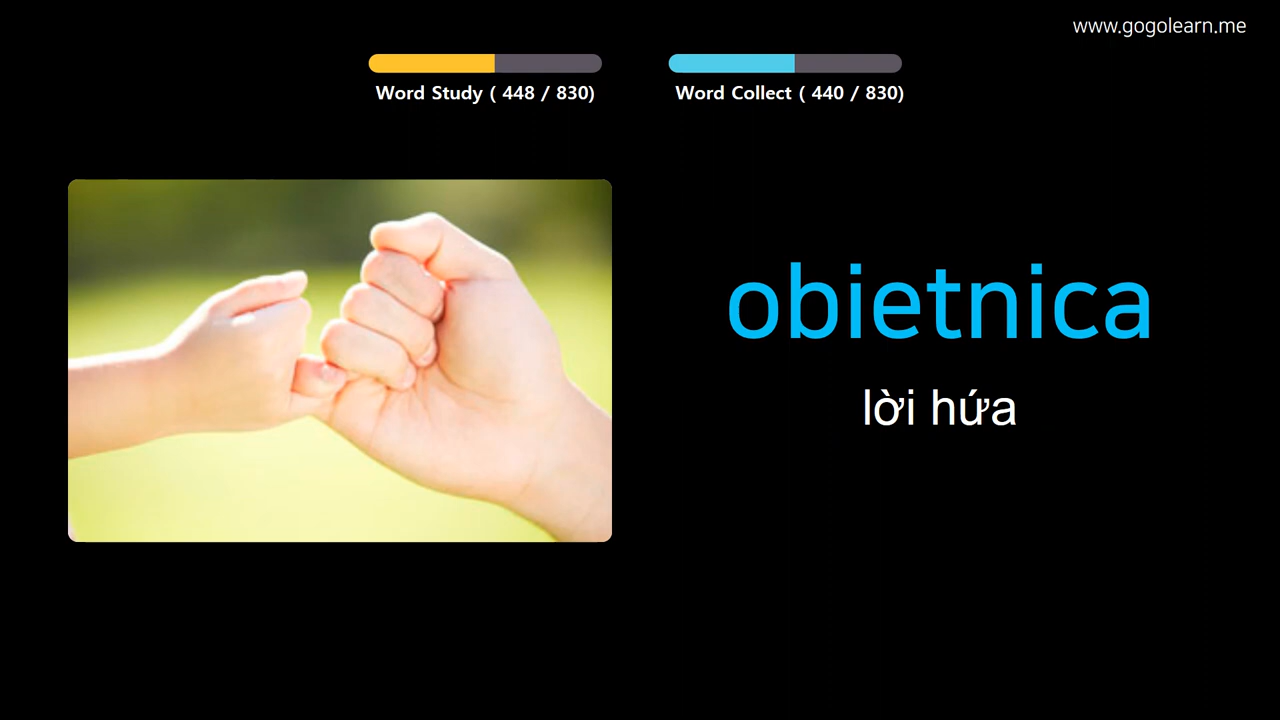 www.gogolearn.me
Word Study ( 448 / 830)
Word Collect ( 440 / 830)
obietnica
lời hứa